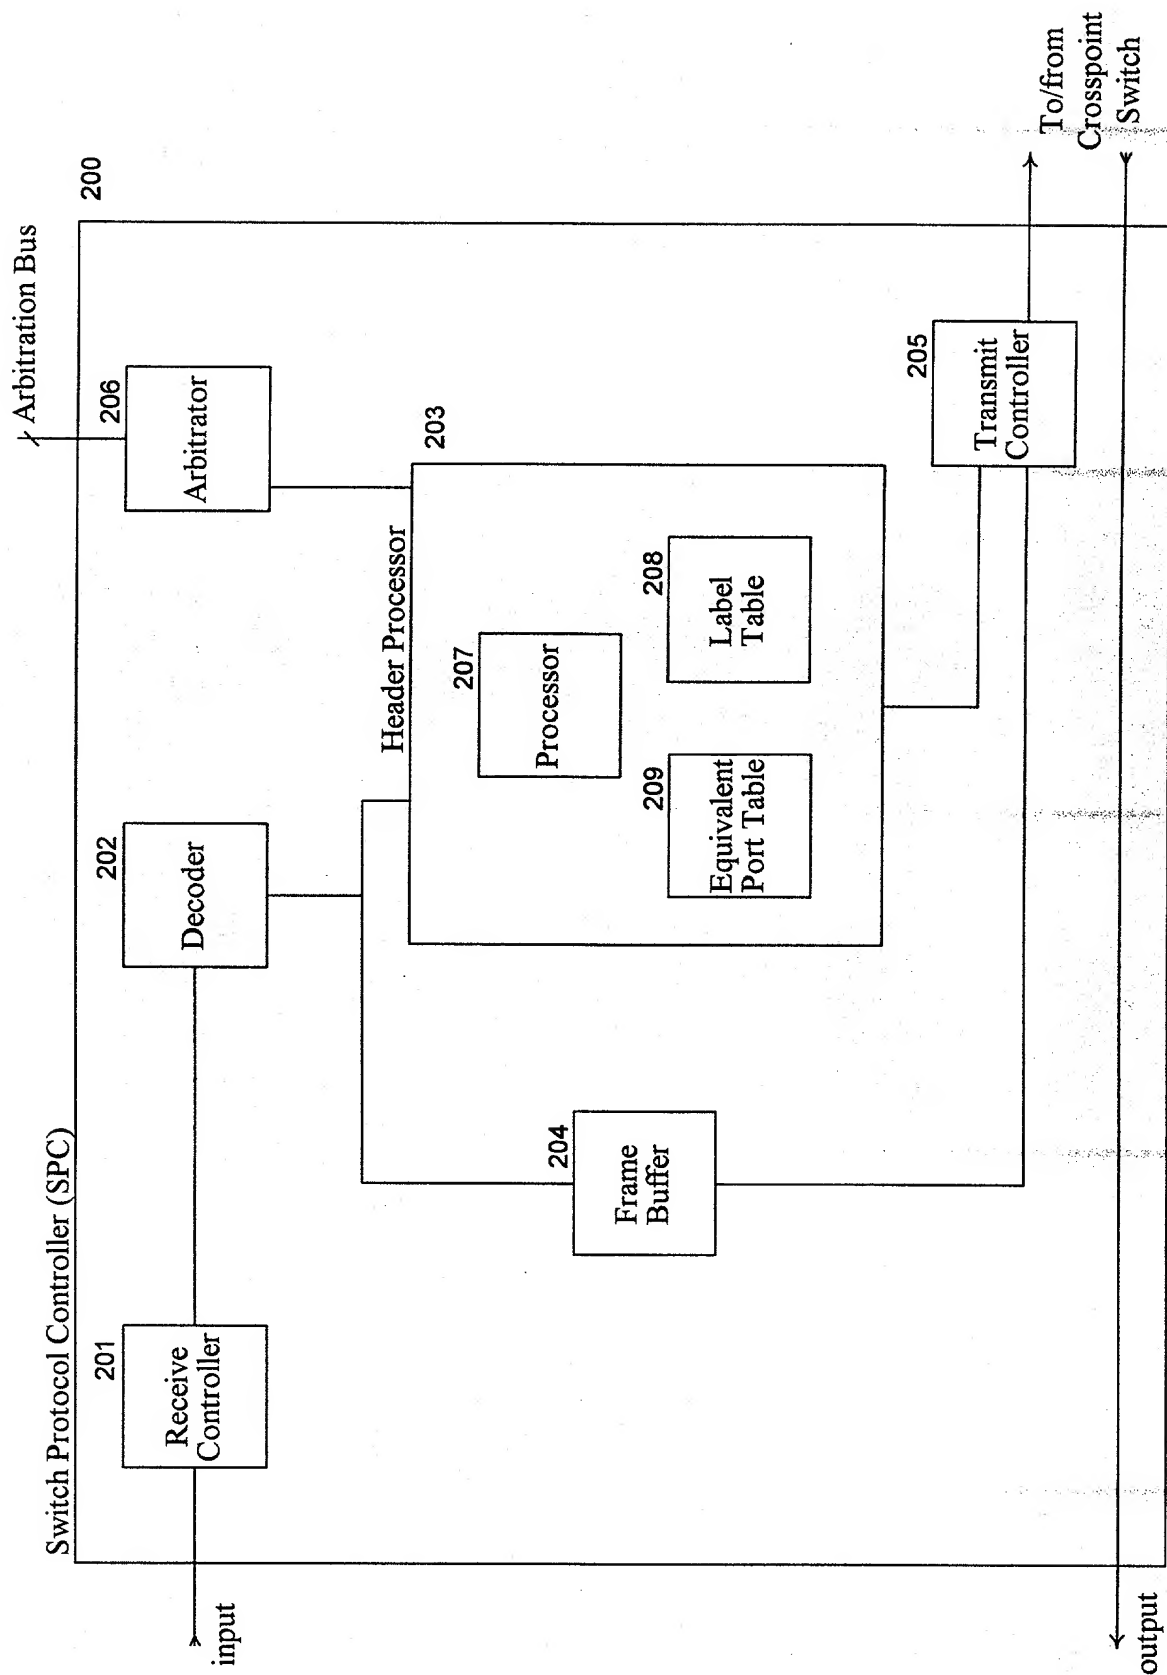 Switch Protocol Controller (SPC)
200
Arbitration Bus
input
201
Receive
Controller
202
Decoder
206
Arbitrator
Header Processor
203
207
Processor
209
Equivalent
Port Table
208
Label
Table
204
Frame
Buffer
205
Transmit
Controller
To/from
Crosspoint
Switch
output